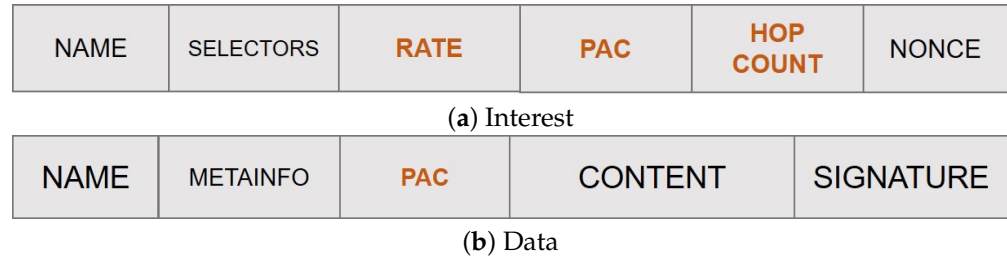 NAME SELECTORS RATE PAC HOP COUNT NONCE
(a) Interest
NAME METAINFO PAC CONTENT SIGNATURE
(b) Data